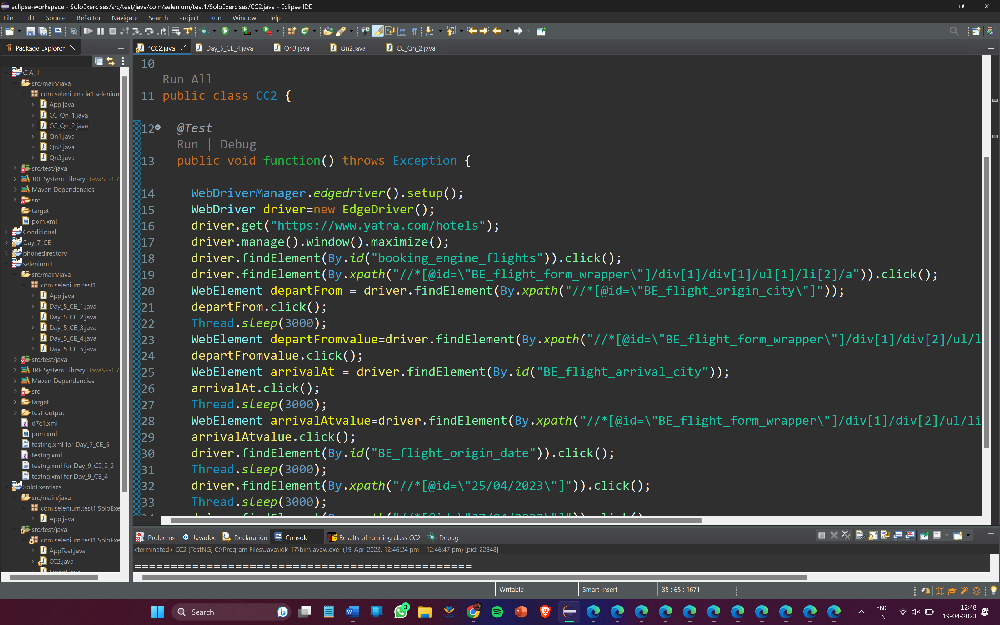 eclipse-workspace - SoloExercises/src/test/java/com/selenium/test1/SoloExercises/CC2.java - Eclipse IDE
File Edit Source Refactor Navigate Search Project Run Window Help
Package Explorer
*CC2.java Day_5_CE_4.java Qn3.java Qn2.java CC_Qn_2.java
CIA_1
src/main/java
com.selenium.cia1.selenium
App.java
CC_Qn_1.java
CC_Qn_2.java
Qn1.java
Qn2.java
Qn3.java
src/test/java
JRE System Library [JavaSE-1.7]
Maven Dependencies
src
target
pom.xml
Conditional
Day_7_CE
phonedirectory
selenium1
src/main/java
com.selenium.test1
App.java
Day_5_CE_1.java
Day_5_CE_2.java
Day_5_CE_3.java
Day_5_CE_4.java
Day_5_CE_5.java
src/test/java
JRE System Library [JavaSE-1.7]
Maven Dependencies
src
target
test-output
d7c1.xml
pom.xml
testing.xml for Day_7_CE_5
testng.xml
testng.xml for Day_9_CE_2_3
testng.xml for Day_9_CE_4
SoloExercises
src/main/java
com.selenium.test1.SoloExe
App.java
src/test/java
com.selenium.test1.SoloExe
AppTest.java
CC2.java
Extent.java
10
Run All
11 public class CC2 {
12 @Test
Run | Debug
13 public void function() throws Exception {
14 WebDriverManager.edgedriver().setup();
15 WebDriver driver=new EdgeDriver();
16 driver.get("https://www.yatra.com/hotels");
17 driver.manage().window().maximize();
18 driver.findElement(By.id("booking_engine_flights")).click();
19 driver.findElement(By.xpath("//*[@id=\"BE_flight_form_wrapper\"]/div[1]/div[1]/ul[1]/li[2]/a")).click();
20 WebElement departFrom = driver.findElement(By.xpath("//*[@id=\"BE_flight_origin_city\"]"));
21 departFrom.click();
22 Thread.sleep(3000);
23 WebElement departFromvalue=driver.findElement(By.xpath("//*[@id=\"BE_flight_form_wrapper\"]/div[1]/div[2]/ul/l
24 departFromvalue.click();
25 WebElement arrivalAt = driver.findElement(By.id("BE_flight_arrival_city"));
26 arrivalAt.click();
27 Thread.sleep(3000);
28 WebElement arrivalAtvalue=driver.findElement(By.xpath("//*[@id=\"BE_flight_form_wrapper\"]/div[1]/div[2]/ul/li
29 arrivalAtvalue.click();
30 driver.findElement(By.id("BE_flight_origin_date")).click();
31 Thread.sleep(3000);
32 driver.findElement(By.xpath("//*[@id=\"25/04/2023\"]")).click();
33 Thread.sleep(3000);
Problems Javadoc Declaration Console Results of running class CC2 Debug
<terminated> CC2 [TestNG] C:\Program Files\Java\jdk-17\bin\javaw.exe (19-Apr-2023, 12:46:24 pm – 12:46:47 pm) [pid: 22848]
===============================================
Writable Smart Insert 35 : 65 : 1671
Search
3
ENG
IN
12:48
19-04-2023